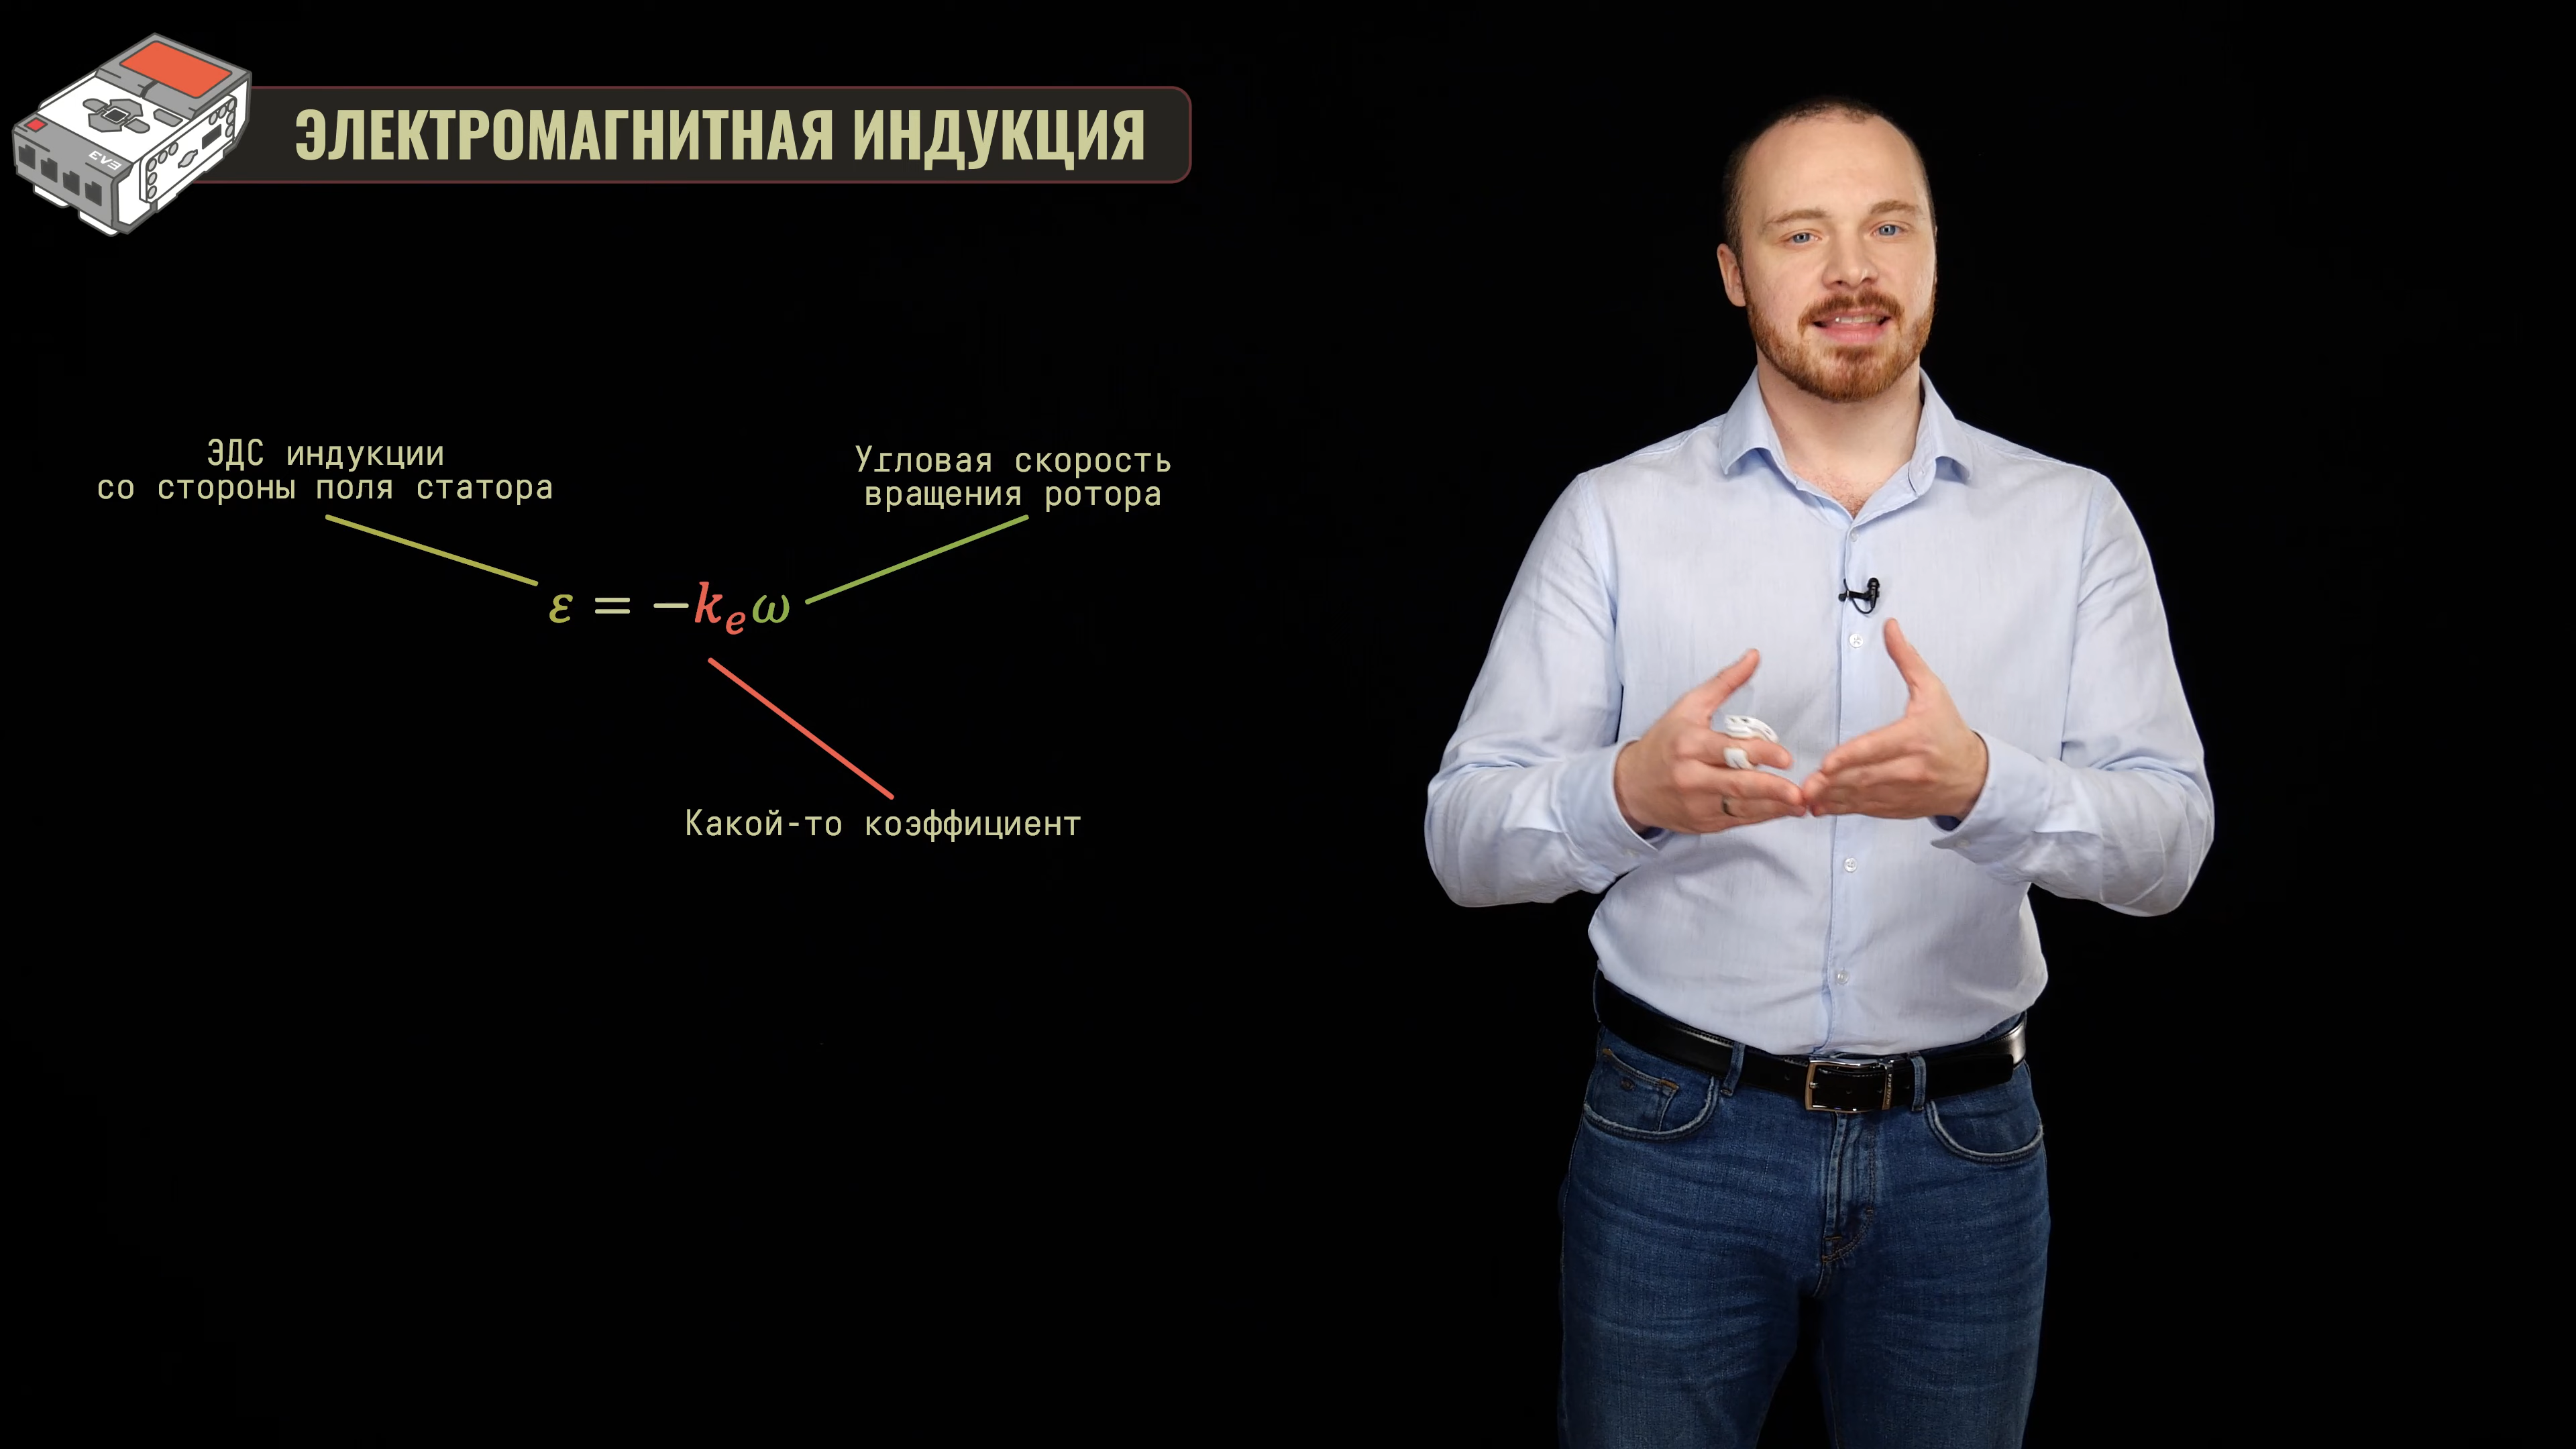 ЭЛЕКТРОМАГНИТНАЯ ИНДУКЦИЯ
EV3
ЭДС индукции
со стороны поля статора
Угловая скорость
вращения ротора
ε = −kₑω
Какой-то коэффициент